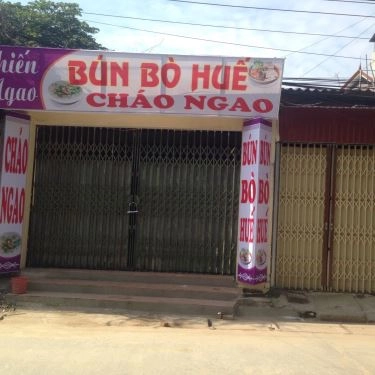 hiến
Ngao
BÚN BÒ HUẾ
CHÁO NGAO
CHÁO
NGAO
BÚN
BÒ
HUẾ
BÚN
BÒ
HUẾ